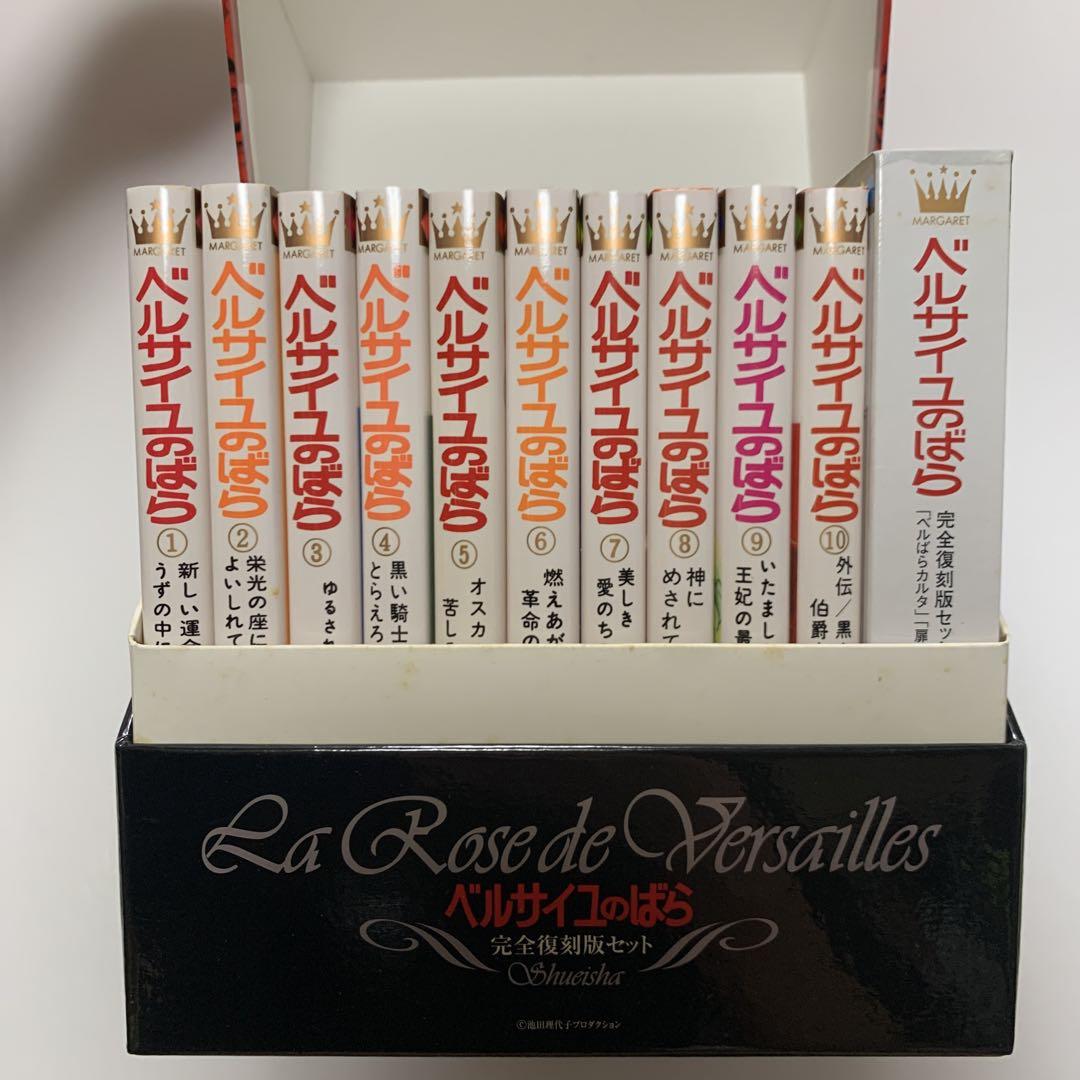 MARGARET
ベルサイユのばら
①
新しい運命
うずの中に
MARGARET
ベルサイユのばら
②
栄光の座に
よいしれて
MARGARET
ベルサイユのばら
③
ゆるされ
MARGARET
ベルサイユのばら
④
黒い騎士
とらえろ
MARGARET
ベルサイユのばら
⑤
オスカ
苦し
MARGARET
ベルサイユのばら
⑥
燃えあが
革命の
MARGARET
ベルサイユのばら
⑦
美しき
愛のち
MARGARET
ベルサイユのばら
⑧
神に
めされて
MARGARET
ベルサイユのばら
⑨
いたまし
王妃の最
MARGARET
ベルサイユのばら
⑩
外伝/黒
伯爵
MARGARET
ベルサイユのばら
完全復刻版セッ
「ベルばらカルタ」「扉
La Rose de Versailles
ベルサイユのばら
完全復刻版セット
Shueisha
©池田理代子プロダクション